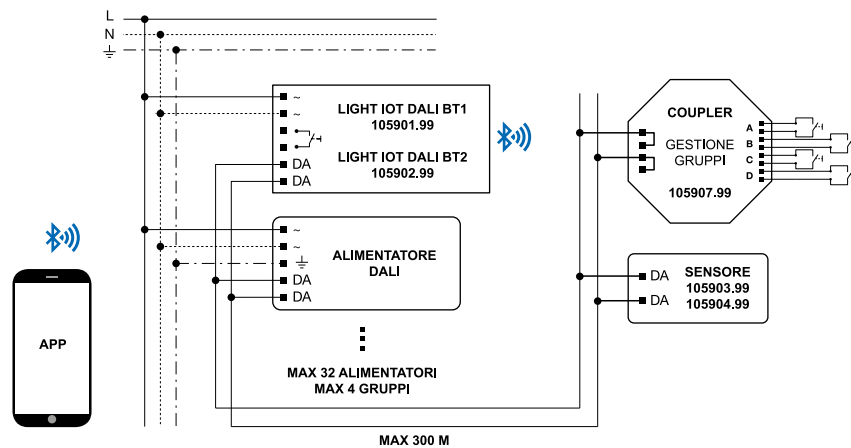 L
N
~
LIGHT IOT DALI BT1
~
105901.99
LIGHT IOT DALI BT2
DA
105902.99
DA
COUPLER
A
GESTIONE
B
GRUPPI
C
D
105907.99
~
ALIMENTATORE
~
DALI
DA
DA
DA
SENSORE
105903.99
DA
105904.99
APP
MAX 32 ALIMENTATORI
MAX 4 GRUPPI
MAX 300 M